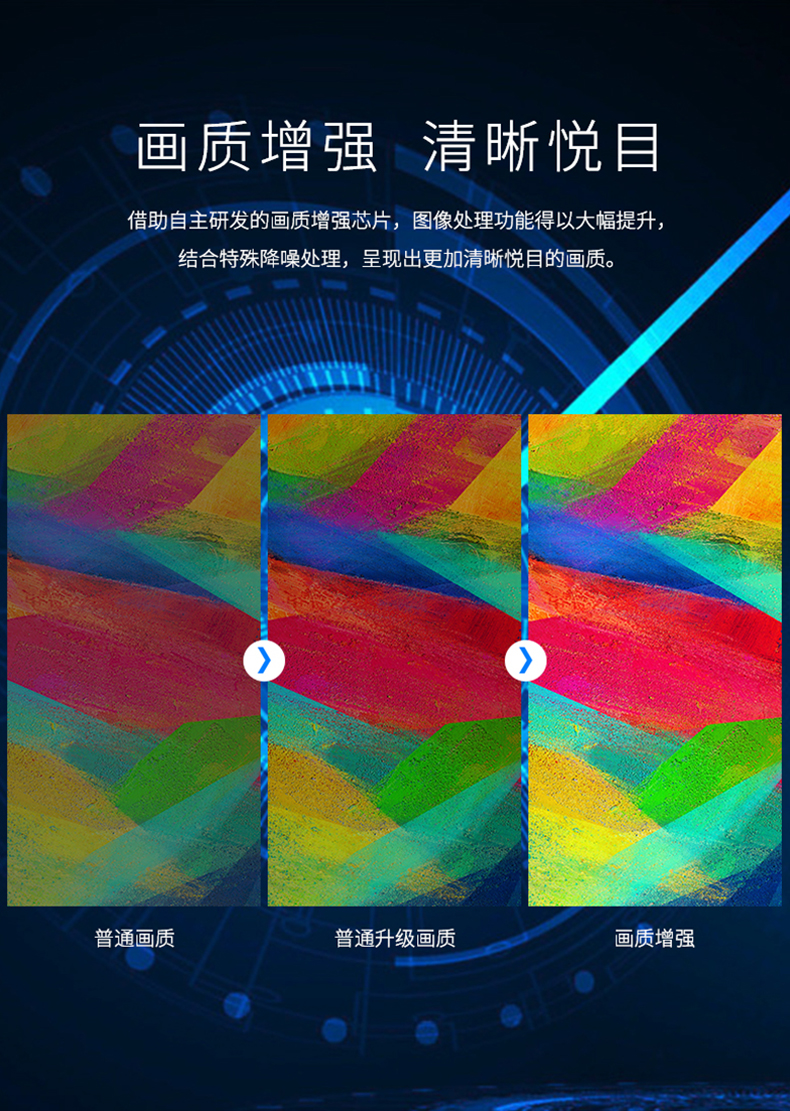 画质增强 清晰悦目
借助自主研发的画质增强芯片，图像处理功能得以大幅提升，
结合特殊降噪处理，呈现出更加清晰悦目的画质。
普通画质
普通升级画质
画质增强